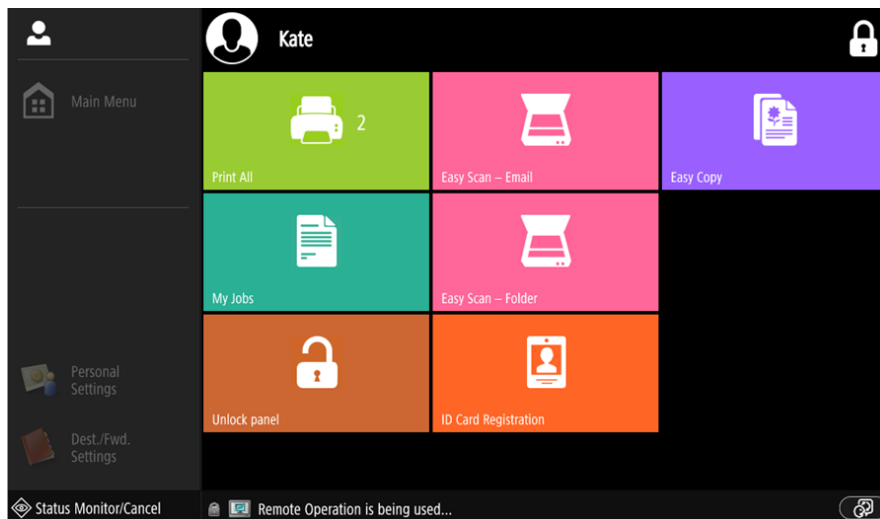 Kate
Main Menu
2
Print All
Easy Scan – Email
Easy Copy
My Jobs
Easy Scan – Folder
Personal
Settings
Unlock panel
ID Card Registration
Dest./Fwd.
Settings
Status Monitor/Cancel
Remote Operation is being used...